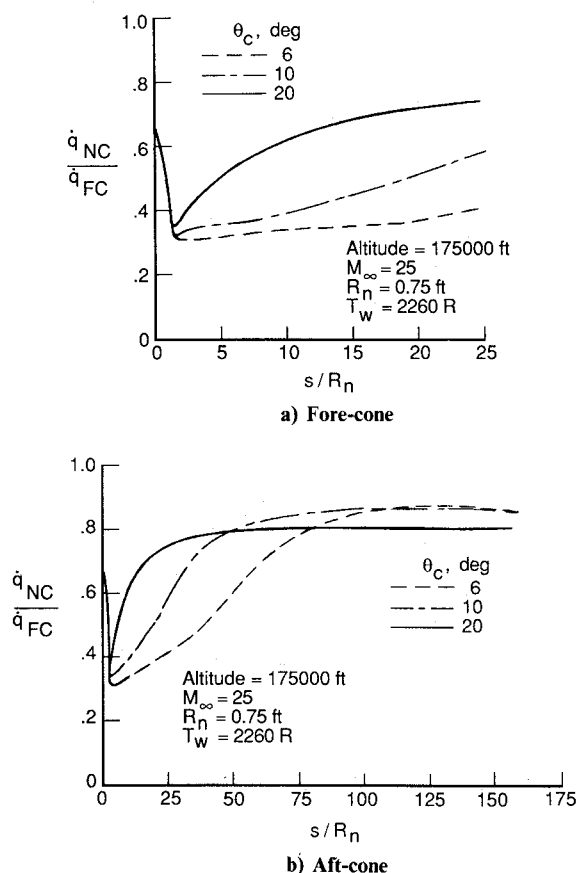 1.0
.8
.6
.4
.2
0
q̇ NC
q̇ FC
θc, deg
6
10
20
Altitude = 175000 ft
M∞ = 25
Rn = 0.75 ft
Tw = 2260 R
0 5 10 15 20 25
s/Rn
a) Fore-cone
1.0
.8
.6
.4
.2
0
q̇ NC
q̇ FC
θc, deg
6
10
20
Altitude = 175000 ft
M∞ = 25
Rn = 0.75 ft
Tw = 2260 R
0 25 50 75 100 125 150 175
s/Rn
b) Aft-cone